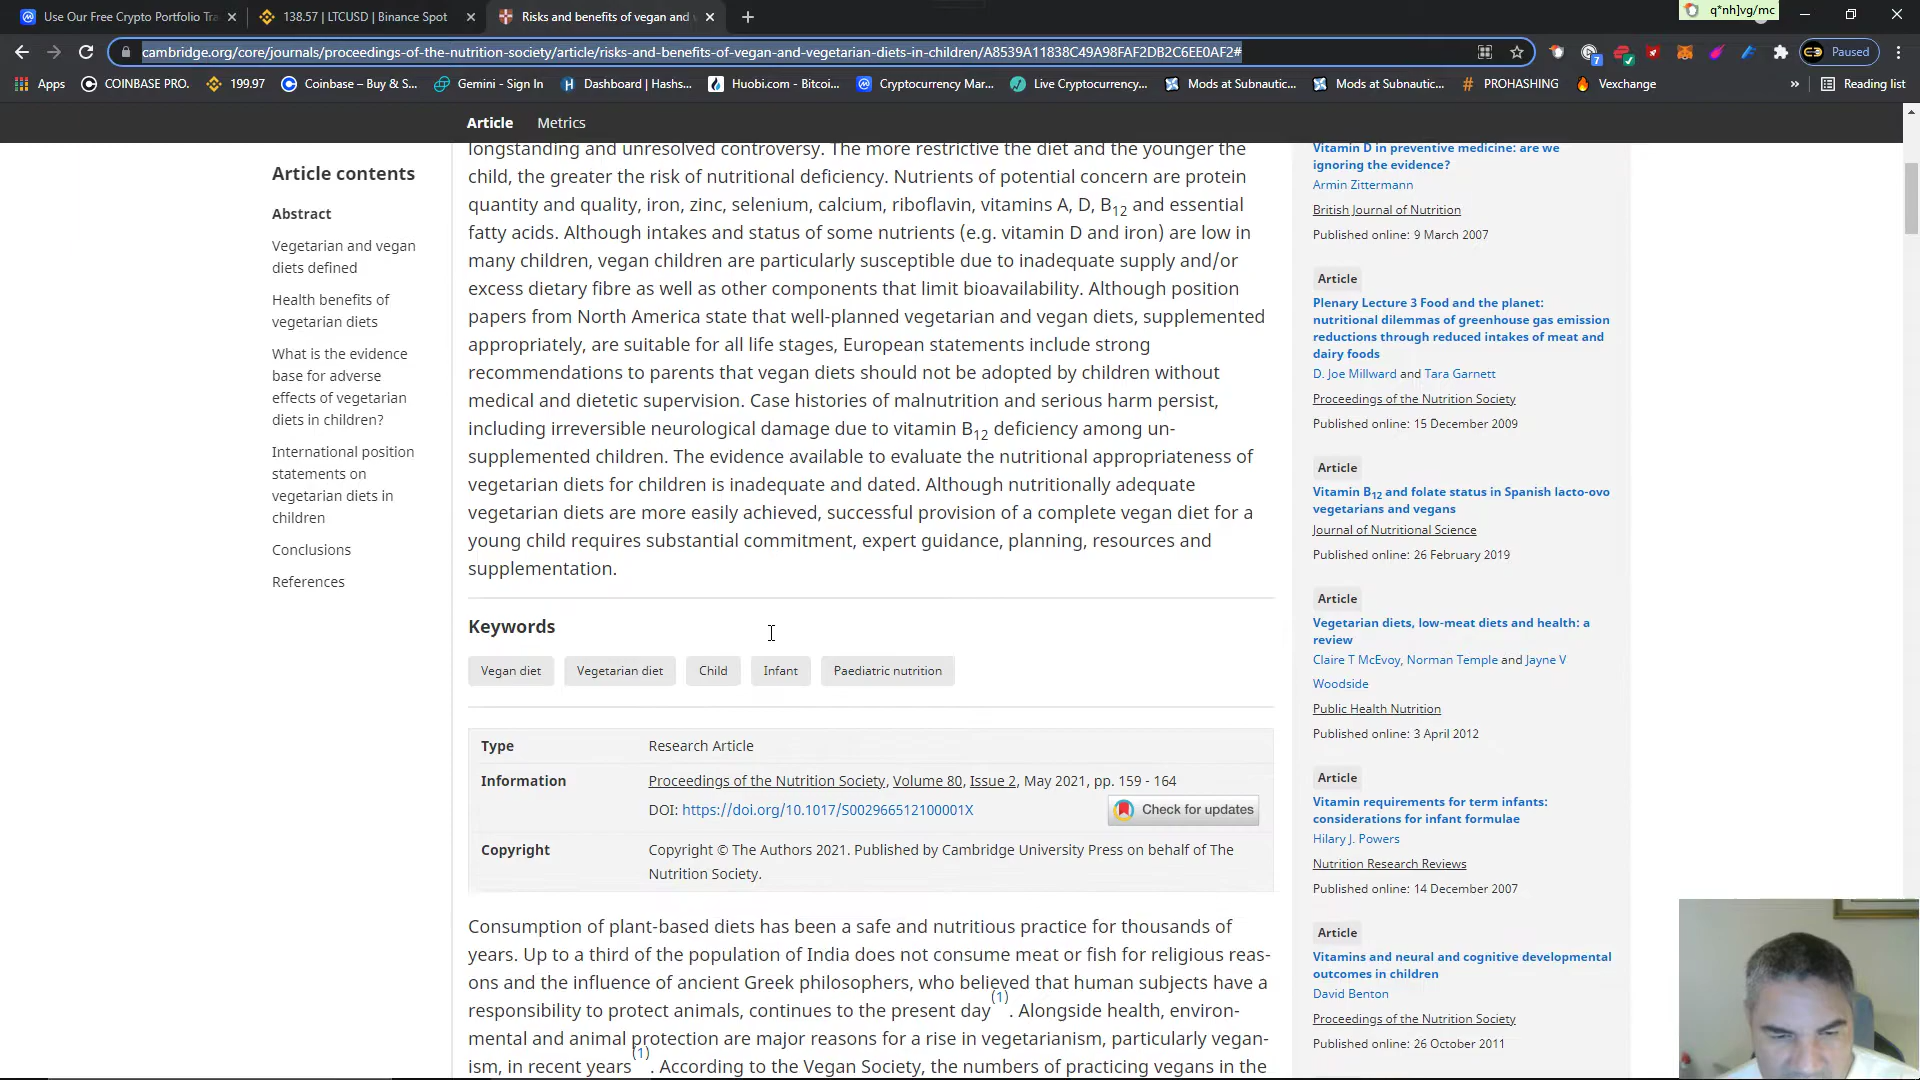 Use Our Free Crypto Portfolio Tra
138.57 | LTCUSD | Binance Spot
Risks and benefits of vegan and
q*nh]vg/mc
cambridge.org/core/journals/proceedings-of-the-nutrition-society/article/risks-and-benefits-of-vegan-and-vegetarian-diets-in-children/A8539A11838C49A98FAF2DB2C6EE0AF2#
7
Paused
Apps
COINBASE PRO.
199.97
Coinbase – Buy & S...
Gemini - Sign In
Dashboard | Hashs...
Huobi.com - Bitcoi...
Cryptocurrency Mar...
Live Cryptocurrency...
Mods at Subnautic...
Mods at Subnautic...
PROHASHING
Vexchange
»
Reading list
Article
Metrics
Article contents
Abstract
Vegetarian and vegan
diets defined
Health benefits of
vegetarian diets
What is the evidence
base for adverse
effects of vegetarian
diets in children?
International position
statements on
vegetarian diets in
children
Conclusions
References
longstanding and unresolved controversy. The more restrictive the diet and the younger the
child, the greater the risk of nutritional deficiency. Nutrients of potential concern are protein
quantity and quality, iron, zinc, selenium, calcium, riboflavin, vitamins A, D, B12 and essential
fatty acids. Although intakes and status of some nutrients (e.g. vitamin D and iron) are low in
many children, vegan children are particularly susceptible due to inadequate supply and/or
excess dietary fibre as well as other components that limit bioavailability. Although position
papers from North America state that well-planned vegetarian and vegan diets, supplemented
appropriately, are suitable for all life stages, European statements include strong
recommendations to parents that vegan diets should not be adopted by children without
medical and dietetic supervision. Case histories of malnutrition and serious harm persist,
including irreversible neurological damage due to vitamin B12 deficiency among un-
supplemented children. The evidence available to evaluate the nutritional appropriateness of
vegetarian diets for children is inadequate and dated. Although nutritionally adequate
vegetarian diets are more easily achieved, successful provision of a complete vegan diet for a
young child requires substantial commitment, expert guidance, planning, resources and
supplementation.
Keywords
Vegan diet
Vegetarian diet
Child
Infant
Paediatric nutrition
Type
Research Article
Information
Proceedings of the Nutrition Society, Volume 80, Issue 2, May 2021, pp. 159 - 164
DOI: https://doi.org/10.1017/S002966512100001X
Check for updates
Copyright
Copyright © The Authors 2021. Published by Cambridge University Press on behalf of The
Nutrition Society.
Consumption of plant-based diets has been a safe and nutritious practice for thousands of
years. Up to a third of the population of India does not consume meat or fish for religious reas-
ons and the influence of ancient Greek philosophers, who believed that human subjects have a
responsibility to protect animals, continues to the present day(1). Alongside health, environ-
mental and animal protection are major reasons for a rise in vegetarianism, particularly vegan-
ism, in recent years(1). According to the Vegan Society, the numbers of practicing vegans in the
Vitamin D in preventive medicine: are we
ignoring the evidence?
Armin Zittermann
British Journal of Nutrition
Published online: 9 March 2007
Article
Plenary Lecture 3 Food and the planet:
nutritional dilemmas of greenhouse gas emission
reductions through reduced intakes of meat and
dairy foods
D. Joe Millward and Tara Garnett
Proceedings of the Nutrition Society
Published online: 15 December 2009
Article
Vitamin B12 and folate status in Spanish lacto-ovo
vegetarians and vegans
Journal of Nutritional Science
Published online: 26 February 2019
Article
Vegetarian diets, low-meat diets and health: a
review
Claire T McEvoy, Norman Temple and Jayne V
Woodside
Public Health Nutrition
Published online: 3 April 2012
Article
Vitamin requirements for term infants:
considerations for infant formulae
Hilary J. Powers
Nutrition Research Reviews
Published online: 14 December 2007
Article
Vitamins and neural and cognitive developmental
outcomes in children
David Benton
Proceedings of the Nutrition Society
Published online: 26 October 2011